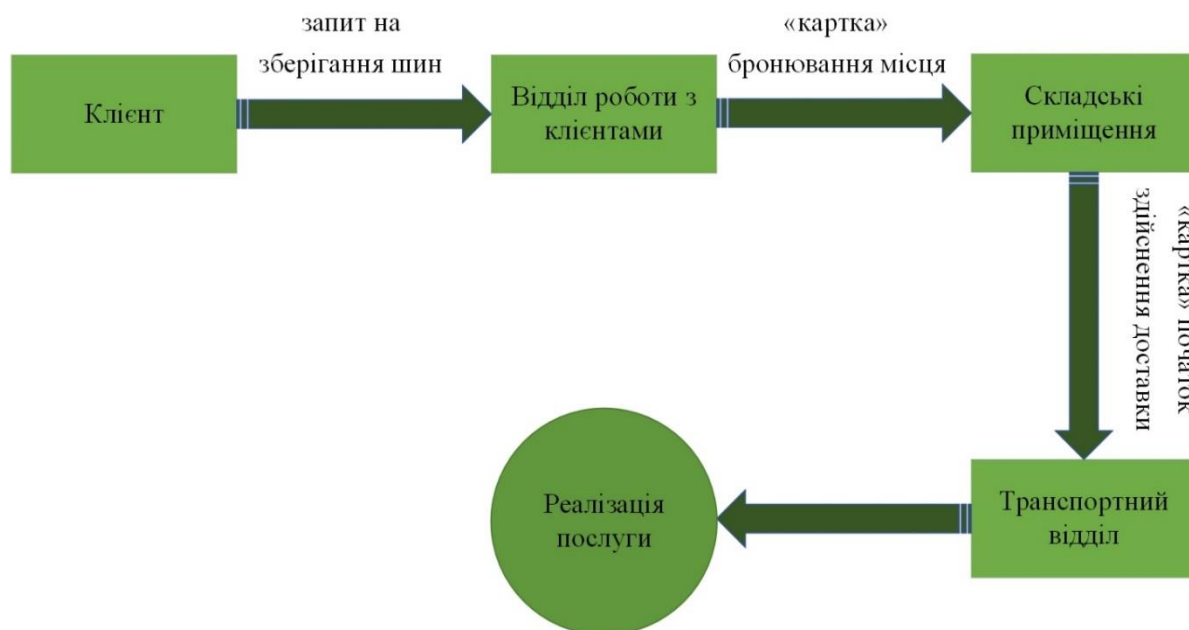 запит на
зберігання шин
«картка»
бронювання місця
Клієнт
Відділ роботи з
клієнтами
Складські
приміщення
«картка» початок
здійснення доставки
Реалізація
послуги
Транспортний
відділ